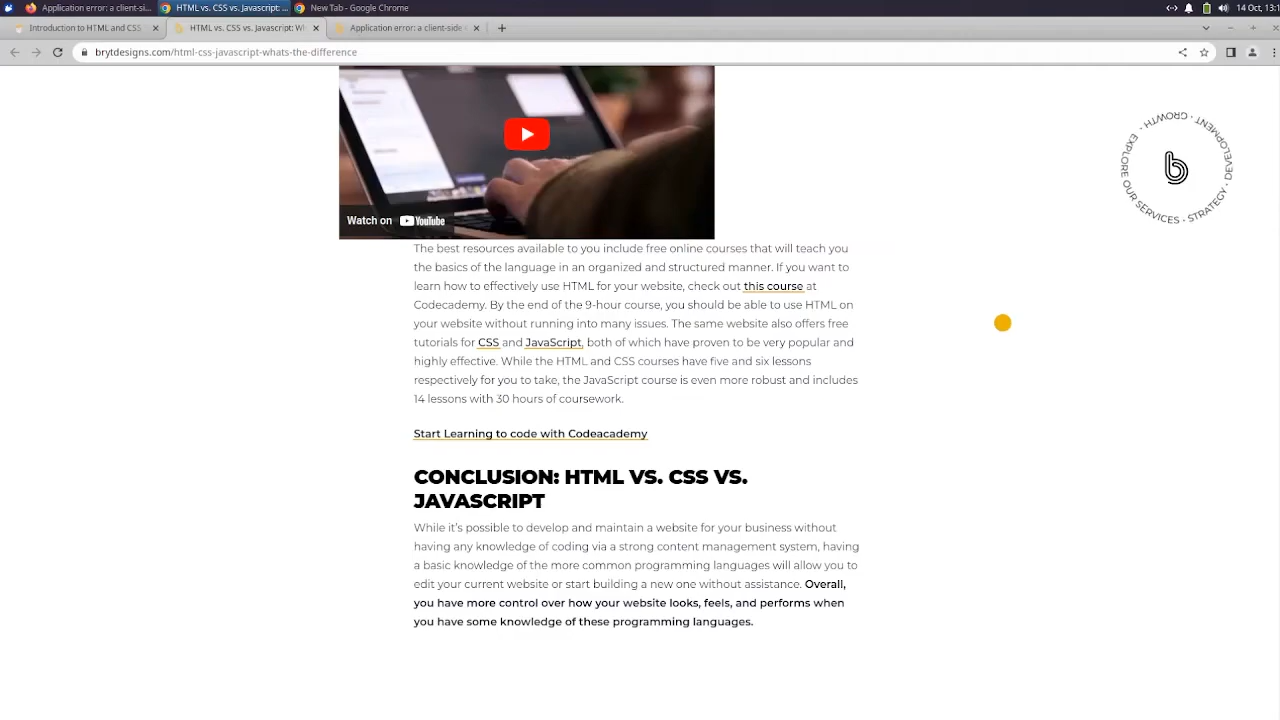 Application error: a client-si...
HTML vs. CSS vs. Javascript: ...
New Tab - Google Chrome
14 Oct, 13:1
Introduction to HTML and CSS
HTML vs. CSS vs. Javascript: Wh
Application error: a client-side
brytdesigns.com/html-css-javascript-whats-the-difference
Watch on YouTube
EXPLORE OUR SERVICES • STRATEGY • DEVELOPMENT • GROWTH •
The best resources available to you include free online courses that will teach you
the basics of the language in an organized and structured manner. If you want to
learn how to effectively use HTML for your website, check out this course at
Codecademy. By the end of the 9-hour course, you should be able to use HTML on
your website without running into many issues. The same website also offers free
tutorials for CSS and JavaScript, both of which have proven to be very popular and
highly effective. While the HTML and CSS courses have five and six lessons
respectively for you to take, the JavaScript course is even more robust and includes
14 lessons with 30 hours of coursework.
Start Learning to code with Codeacademy
CONCLUSION: HTML VS. CSS VS.
JAVASCRIPT
While it's possible to develop and maintain a website for your business without
having any knowledge of coding via a strong content management system, having
a basic knowledge of the more common programming languages will allow you to
edit your current website or start building a new one without assistance. Overall,
you have more control over how your website looks, feels, and performs when
you have some knowledge of these programming languages.